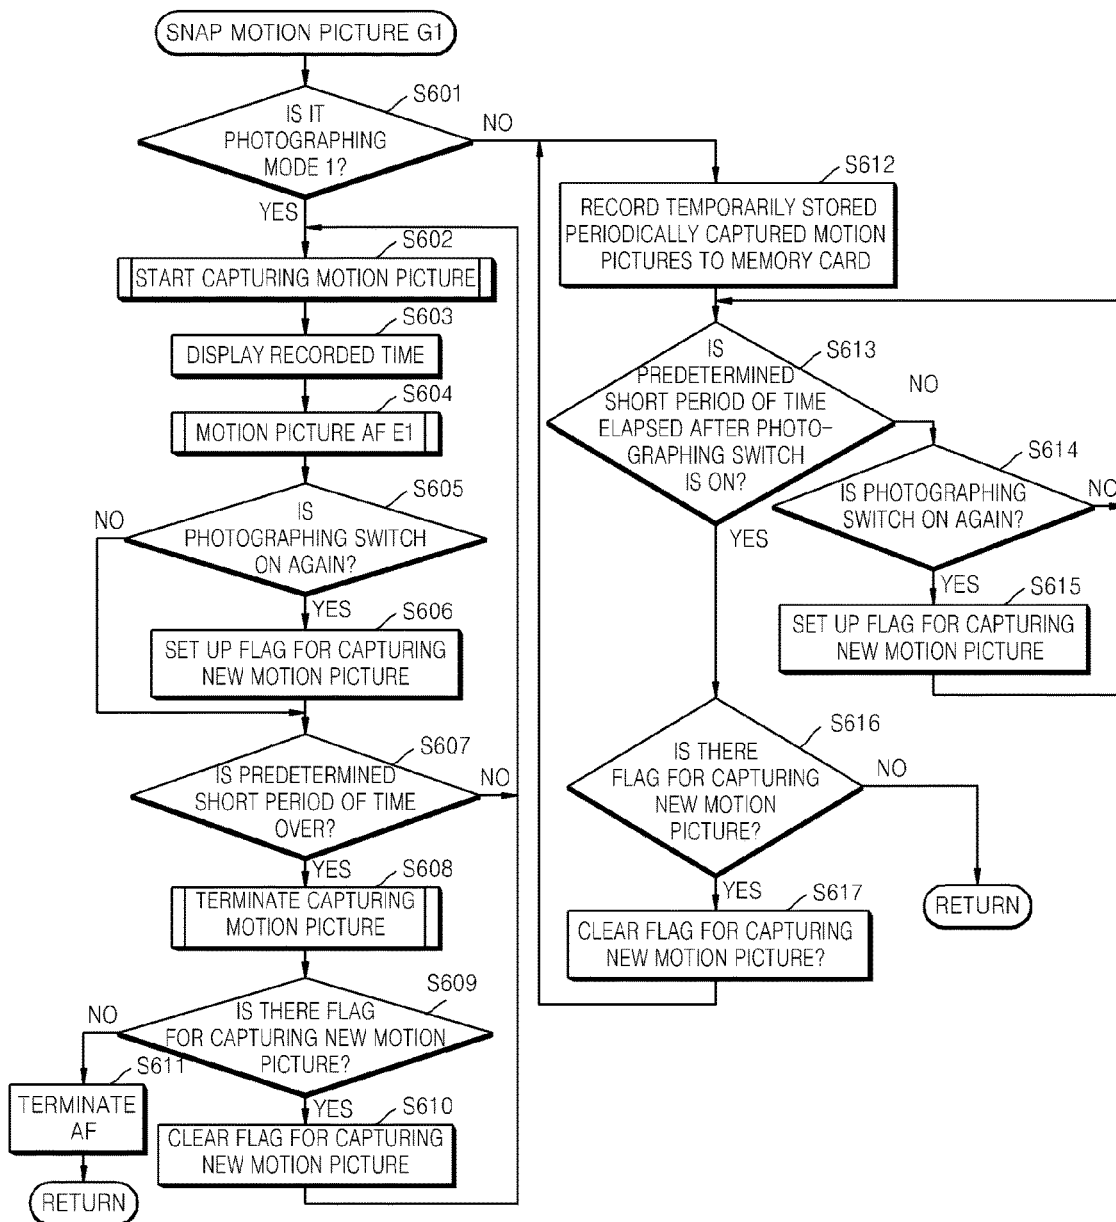 SNAP MOTION PICTURE G1
S601
IS IT
PHOTOGRAPHING
MODE 1?
NO
YES
S602
START CAPTURING MOTION PICTURE
S603
DISPLAY RECORDED TIME
S604
MOTION PICTURE AF E1
S605
IS
PHOTOGRAPHING SWITCH
ON AGAIN?
NO
YES
S606
SET UP FLAG FOR CAPTURING
NEW MOTION PICTURE
S607
IS PREDETERMINED
SHORT PERIOD OF TIME
OVER?
NO
YES
S608
TERMINATE CAPTURING
MOTION PICTURE
S609
IS THERE FLAG
FOR CAPTURING NEW MOTION
PICTURE?
NO
YES
S611
TERMINATE
AF
RETURN
S610
CLEAR FLAG FOR CAPTURING
NEW MOTION PICTURE
S612
RECORD TEMPORARILY STORED
PERIODICALLY CAPTURED MOTION
PICTURES TO MEMORY CARD
S613
IS
PREDETERMINED
SHORT PERIOD OF TIME
ELAPSED AFTER PHOTO-
GRAPHING SWITCH
IS ON?
NO
YES
S614
IS PHOTOGRAPHING
SWITCH ON AGAIN?
NO
YES
S615
SET UP FLAG FOR CAPTURING
NEW MOTION PICTURE
S616
IS THERE
FLAG FOR CAPTURING
NEW MOTION
PICTURE?
NO
YES
RETURN
S617
CLEAR FLAG FOR CAPTURING
NEW MOTION PICTURE?